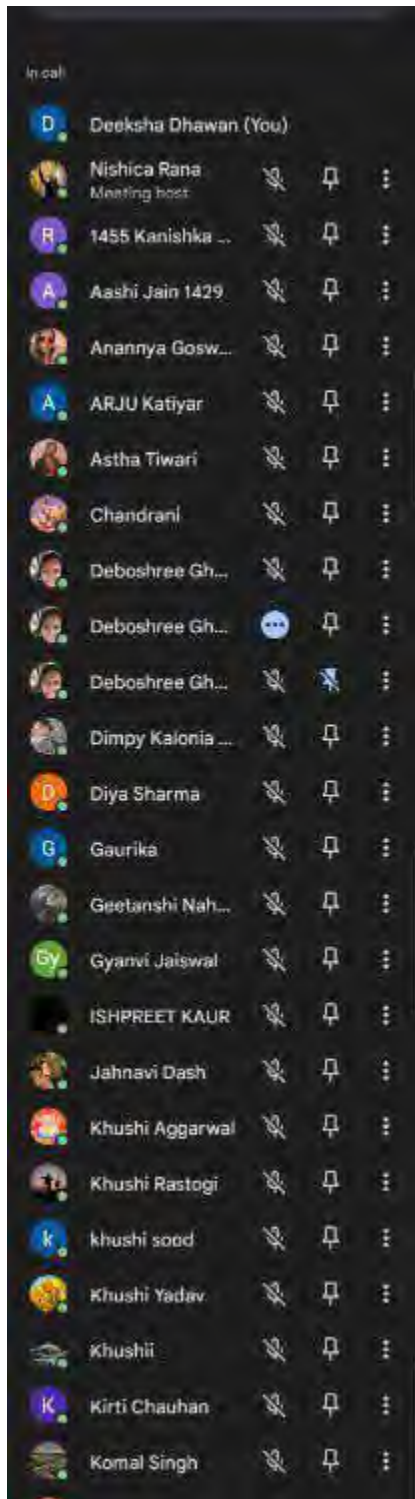 In call
D
Deeksha Dhawan (You)
Nishica Rana
Meeting host
R
1455 Kanishka ...
A
Aashi Jain 1429
Anannya Gosw...
A
ARJU Katiyar
Astha Tiwari
Chandrani
Deboshree Gh...
Deboshree Gh...
Deboshree Gh...
Dimpy Kalonia ...
D
Diya Sharma
G
Gaurika
Geetanshi Nah...
Gy
Gyanvi Jaiswal
ISHPREET KAUR
Jahnavi Dash
Khushi Aggarwal
Khushi Rastogi
k
khushi sood
Khushi Yadav
Khushii
K
Kirti Chauhan
Komal Singh